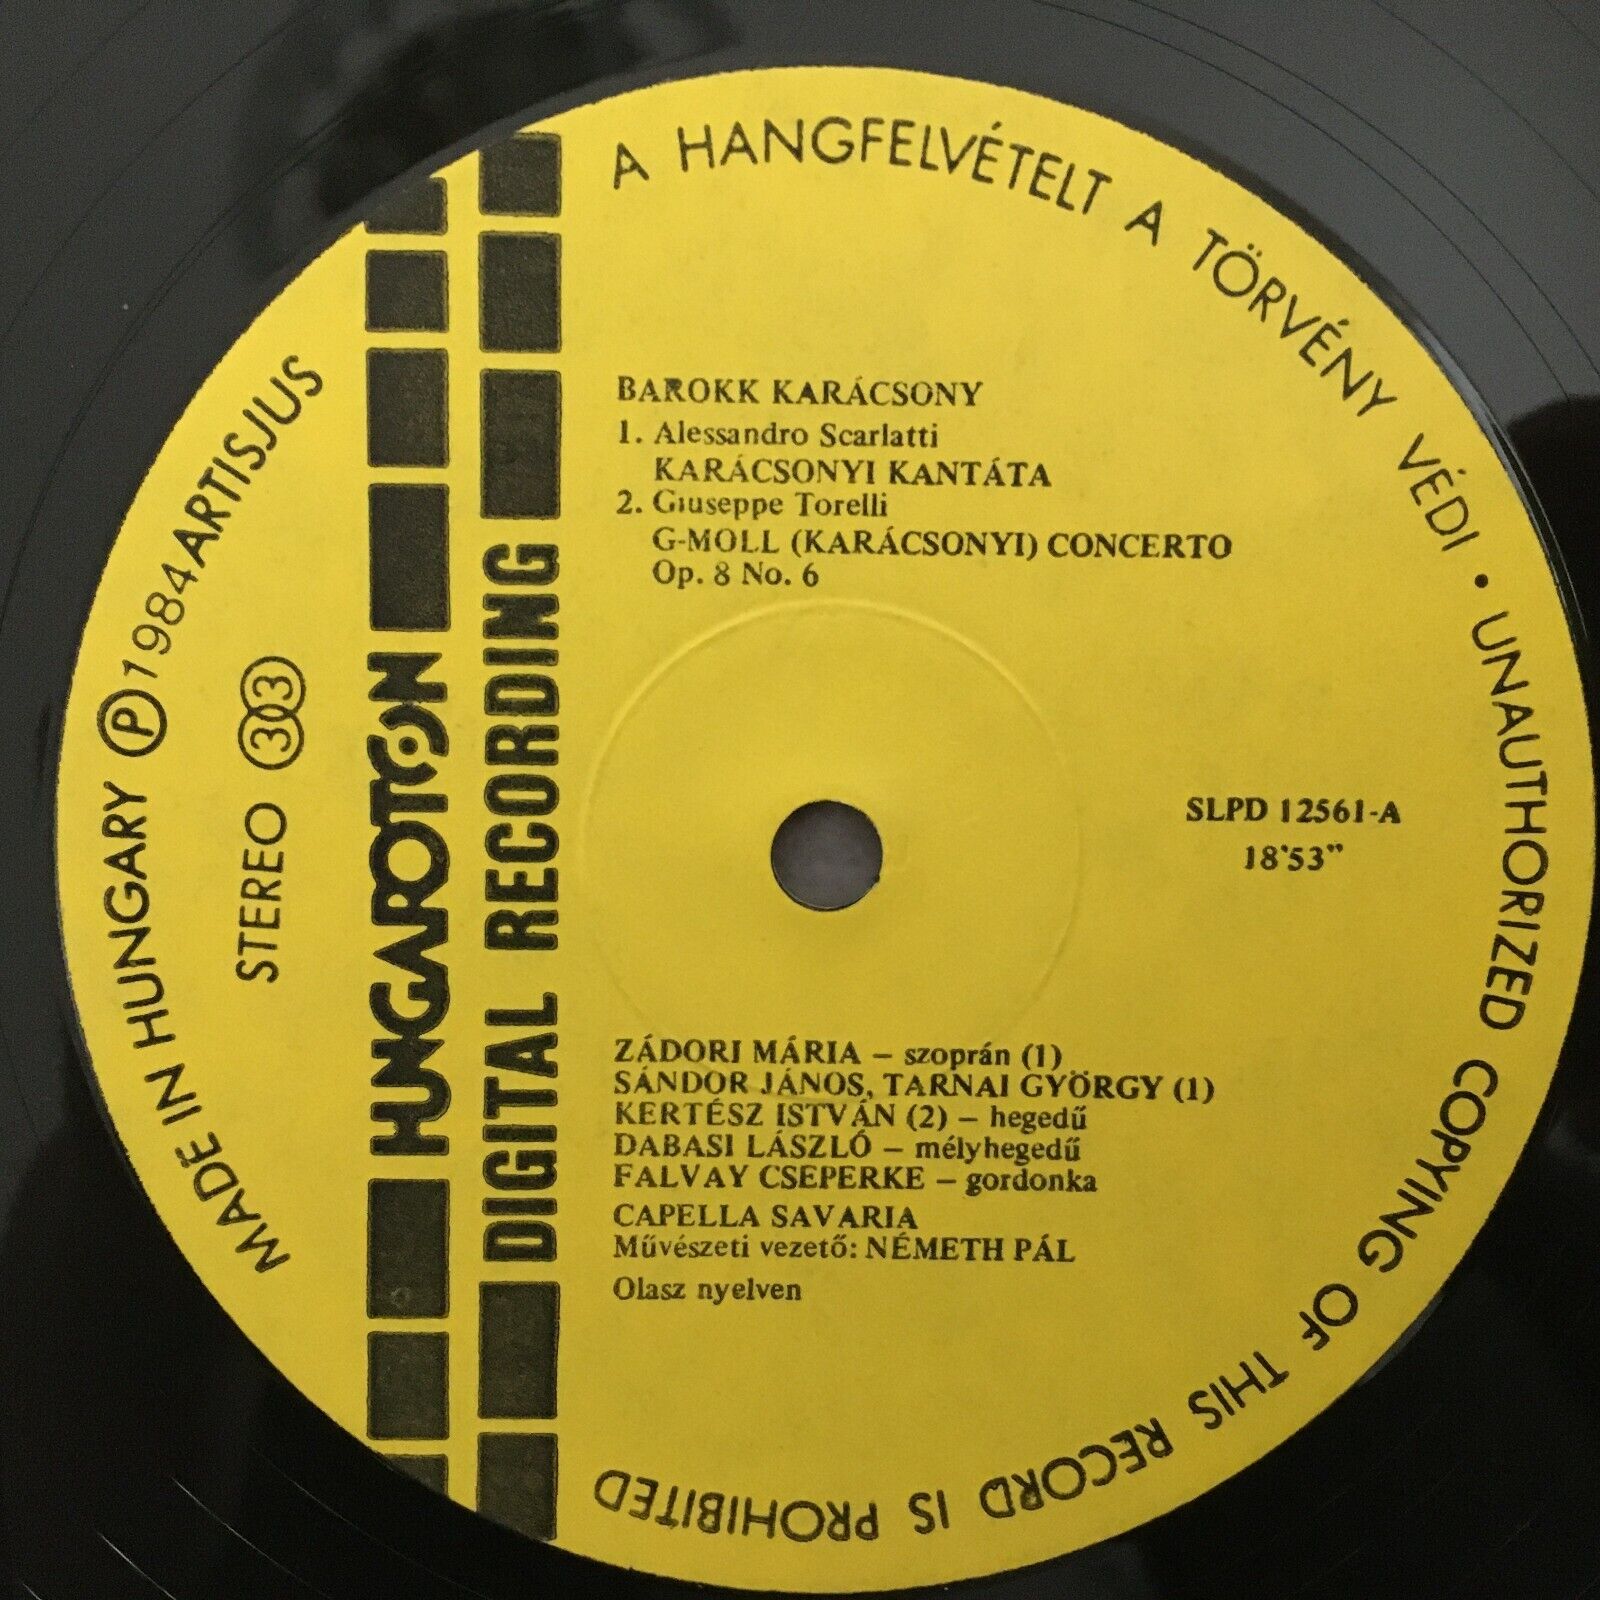 A HANGFELVÉTELT A TÖRVÉNY VÉDI • UNAUTHORIZED COPYING OF THIS RECORD IS PROHIBITED
MADE IN HUNGARY Ⓟ 1984 ARTISJUS
STEREO 33
HUNGAROTON
DIGITAL RECORDING
BAROKK KARÁCSONY
1. Alessandro Scarlatti
KARÁCSONYI KANTÁTA
2. Giuseppe Torelli
G-MOLL (KARÁCSONYI) CONCERTO
Op. 8 No. 6
SLPD 12561-A
18'53"
ZÁDORI MÁRIA – szoprán (1)
SÁNDOR JÁNOS, TARNAI GYÖRGY (1)
KERTÉSZ ISTVÁN (2) – hegedű
DABASI LÁSZLÓ – mélyhegedű
FALVAY CSEPERKE – gordonka
CAPELLA SAVARIA
Művészeti vezető: NÉMETH PÁL
Olasz nyelven